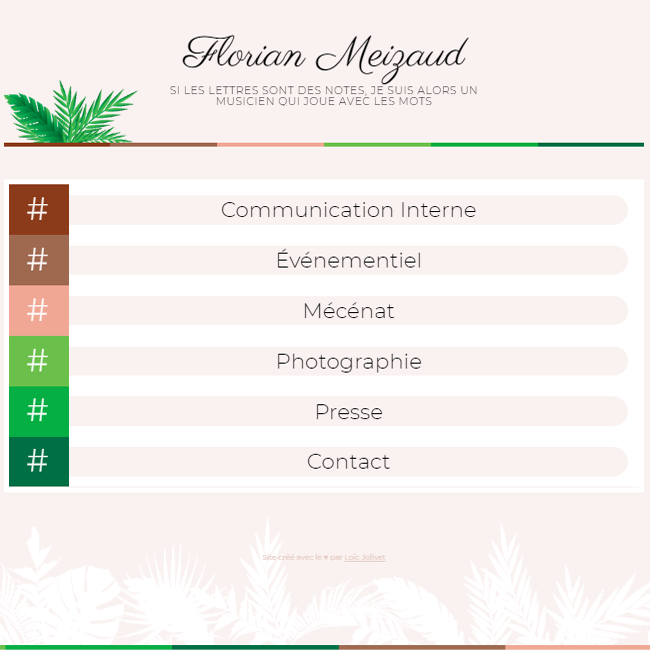 Florian Meizaud
SI LES LETTRES SONT DES NOTES, JE SUIS ALORS UN
MUSICIEN QUI JOUE AVEC LES MOTS
# Communication Interne
# Événementiel
# Mécénat
# Photographie
# Presse
# Contact
Site créé avec le ♥ par Loïc Jolivet